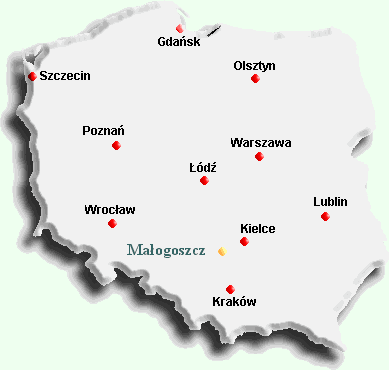 Gdańsk
Olsztyn
Szczecin
Poznań
Warszawa
Łódź
Lublin
Wrocław
Kielce
Małogoszcz
Kraków